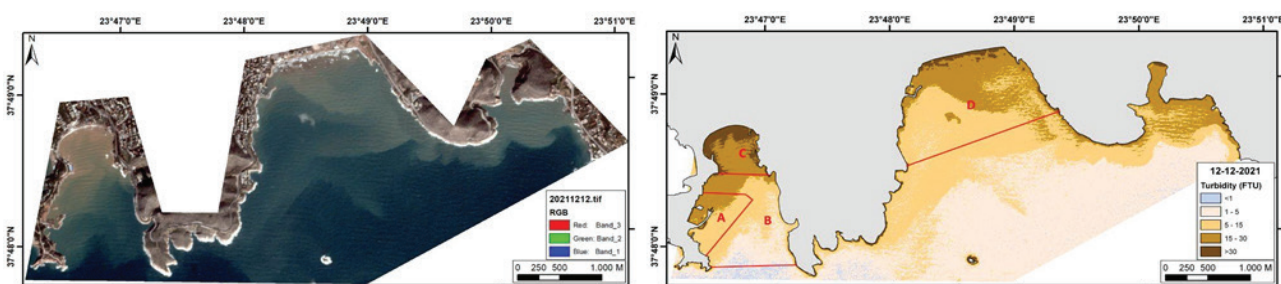 23°47'0"E 23°48'0"E 23°49'0"E 23°50'0"E 23°51'0"E
N
37°49'0"N
37°48'0"N
20211212.tif
RGB
Red: Band_3
Green: Band_2
Blue: Band_1
0 250 500 1.000 M
23°47'0"E 23°48'0"E 23°49'0"E 23°50'0"E 23°51'0"E
N
37°49'0"N
37°48'0"N
D
C
A
B
12-12-2021
Turbidity (FTU)
<1
1 - 5
5 - 15
15 - 30
>30
0 250 500 1.000 M